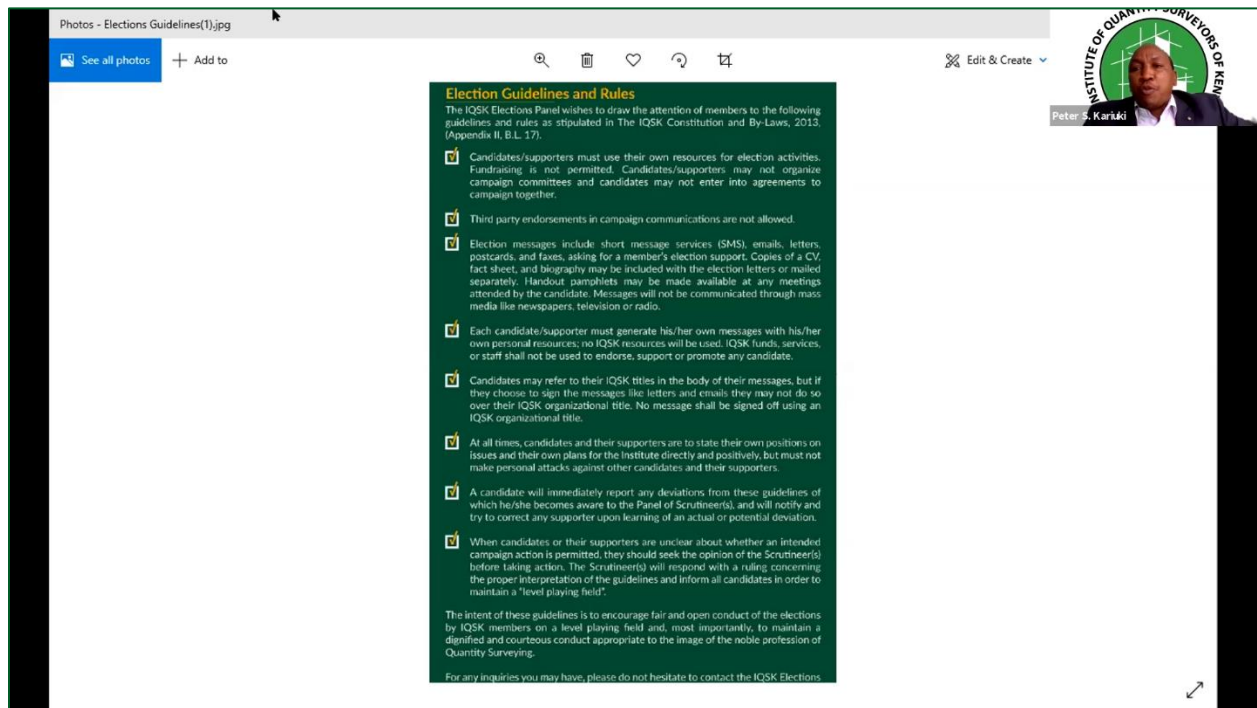 Photos - Elections Guidelines(1).jpg
See all photos
Add to
Edit & Create
INSTITUTE OF QUANTITY SURVEYORS OF KEN
Peter S. Kariuki
Election Guidelines and Rules
The IQSK Elections Panel wishes to draw the attention of members to the following
guidelines and rules as stipulated in The IQSK Constitution and By-Laws, 2013,
(Appendix II, B.L. 17).
Candidates/supporters must use their own resources for election activities.
Fundraising is not permitted. Candidates/supporters may not organize
campaign committees and candidates may not enter into agreements to
campaign together.
Third party endorsements in campaign communications are not allowed.
Election messages include short message services (SMS), emails, letters,
postcards, and faxes, asking for a member's election support. Copies of a CV,
fact sheet, and biography may be included with the election letters or mailed
separately. Handout pamphlets may be made available at any meetings
attended by the candidate. Messages will not be communicated through mass
media like newspapers, television or radio.
Each candidate/supporter must generate his/her own messages with his/her
own personal resources; no IQSK resources will be used. IQSK funds, services,
or staff shall not be used to endorse, support or promote any candidate.
Candidates may refer to their IQSK titles in the body of their messages, but if
they choose to sign the messages like letters and emails they may not do so
over their IQSK organizational title. No message shall be signed off using an
IQSK organizational title.
At all times, candidates and their supporters are to state their own positions on
issues and their own plans for the Institute directly and positively, but must not
make personal attacks against other candidates and their supporters.
A candidate will immediately report any deviations from these guidelines of
which he/she becomes aware to the Panel of Scrutineer(s), and will notify and
try to correct any supporter upon learning of an actual or potential deviation.
When candidates or their supporters are unclear about whether an intended
campaign action is permitted, they should seek the opinion of the Scrutineer(s)
before taking action. The Scrutineer(s) will respond with a ruling concerning
the proper interpretation of the guidelines and inform all candidates in order to
maintain a "level playing field".
The intent of these guidelines is to encourage fair and open conduct of the elections
by IQSK members on a level playing field and, most importantly, to maintain a
dignified and courteous conduct appropriate to the image of the noble profession of
Quantity Surveying.
For any inquiries you may have, please do not hesitate to contact the IQSK Elections